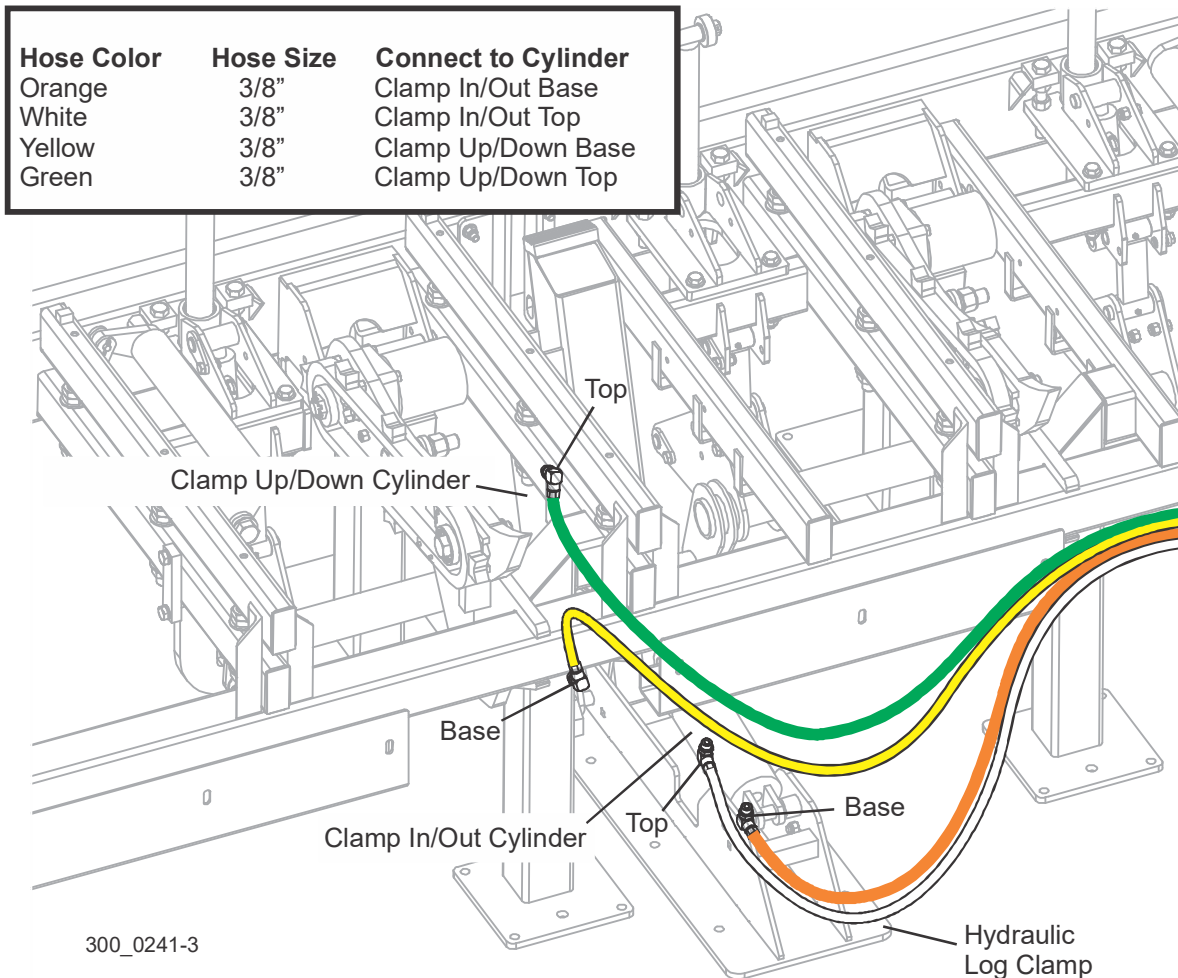 Hose Color Hose Size Connect to Cylinder
Orange 3/8” Clamp In/Out Base
White 3/8” Clamp In/Out Top
Yellow 3/8” Clamp Up/Down Base
Green 3/8” Clamp Up/Down Top
Top
Clamp Up/Down Cylinder
Base
Clamp In/Out Cylinder
Top
Base
Hydraulic
Log Clamp
300_0241-3